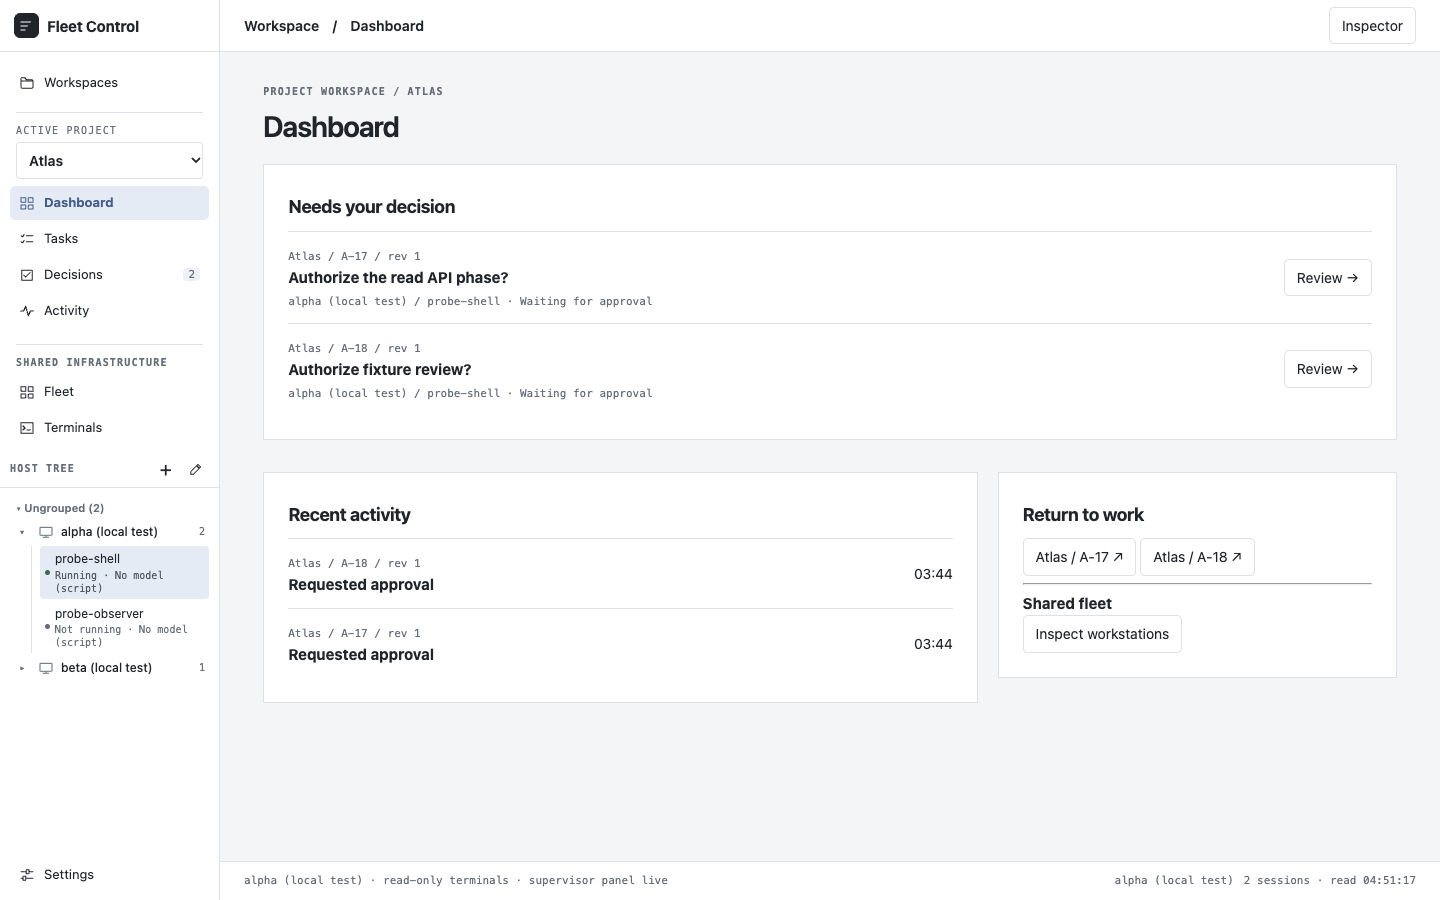 Fleet Control
Workspace / Dashboard
Inspector
Workspaces
ACTIVE PROJECT
Atlas
Dashboard
Tasks
Decisions 2
Activity
SHARED INFRASTRUCTURE
Fleet
Terminals
HOST TREE
Ungrouped (2)
alpha (local test) 2
probe-shell
Running · No model
(script)
probe-observer
Not running · No model
(script)
beta (local test) 1
Settings
PROJECT WORKSPACE / ATLAS
Dashboard
Needs your decision
Atlas / A-17 / rev 1
Authorize the read API phase?
alpha (local test) / probe-shell · Waiting for approval
Review →
Atlas / A-18 / rev 1
Authorize fixture review?
alpha (local test) / probe-shell · Waiting for approval
Review →
Recent activity
Atlas / A-18 / rev 1
Requested approval
03:44
Atlas / A-17 / rev 1
Requested approval
03:44
Return to work
Atlas / A-17 ↗ Atlas / A-18 ↗
Shared fleet
Inspect workstations
alpha (local test) · read-only terminals · supervisor panel live
alpha (local test) 2 sessions · read 04:51:17